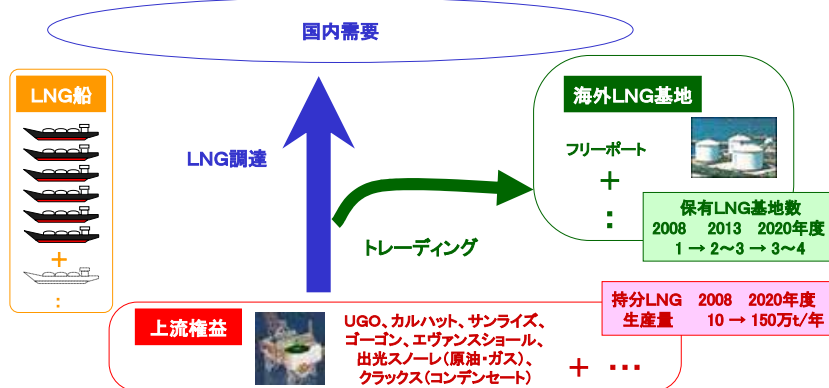 国内需要
LNG船
+
:
LNG調達
トレーディング
海外LNG基地
フリーポート
+
:
保有LNG基地数
2008 2013 2020年度
1 → 2~3 → 3~4
上流権益
UGO、カルハット、サンライズ、
ゴーゴン、エヴァンスショール、
出光スノーレ(原油・ガス)、
クラックス(コンデンセート)
+ ・・・
持分LNG 2008 2020年度
生産量 10 → 150万t/年